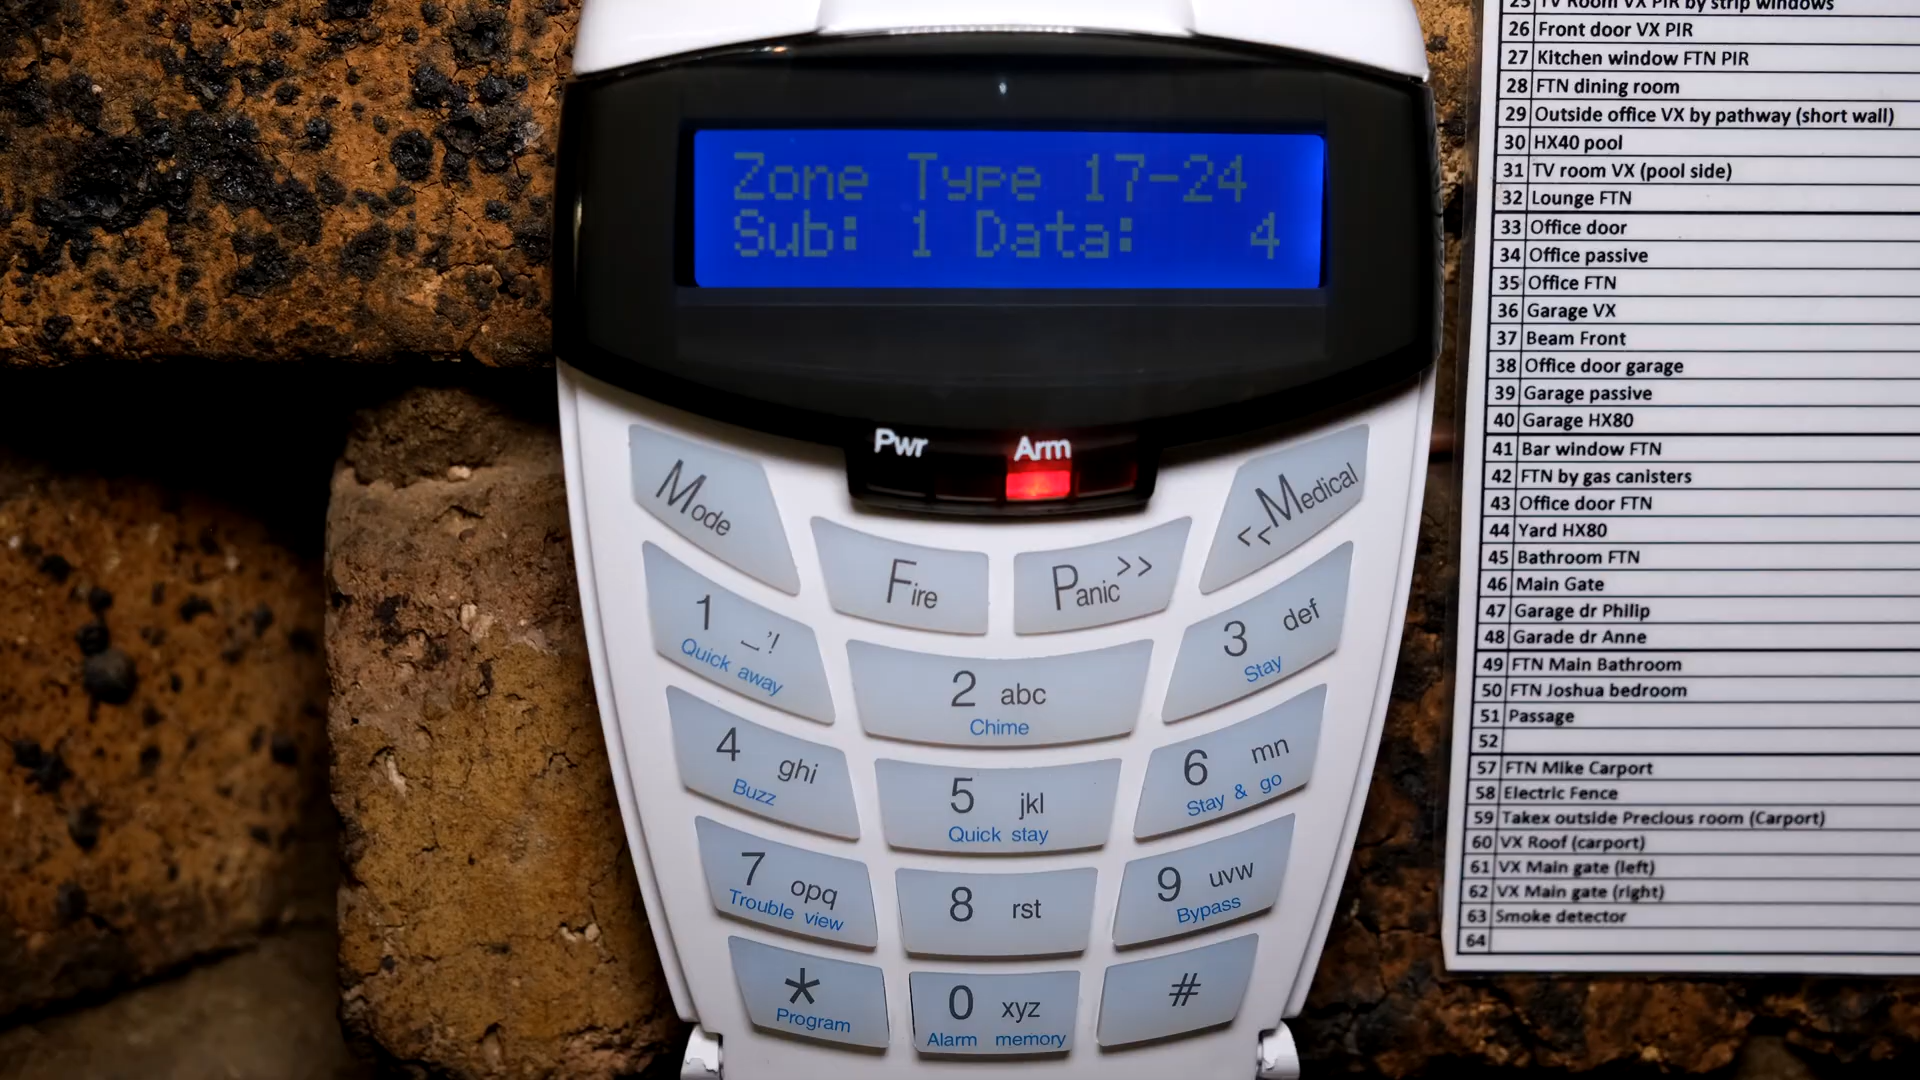 Zone Type 17-24
Sub: 1 Data: 4
Pwr
Arm
Mode
Fire
Panic >>
<<Medical
1 _,'!
Quick away
2 abc
Chime
3 def
Stay
4 ghi
Buzz
5 jkl
Quick stay
6 mn
Stay & go
7 opq
Trouble view
8 rst
9 uvw
Bypass
*
Program
0 xyz
Alarm memory
#
25 TV Room VX PIR by strip windows
26 Front door VX PIR
27 Kitchen window FTN PIR
28 FTN dining room
29 Outside office VX by pathway (short wall)
30 HX40 pool
31 TV room VX (pool side)
32 Lounge FTN
33 Office door
34 Office passive
35 Office FTN
36 Garage VX
37 Beam Front
38 Office door garage
39 Garage passive
40 Garage HX80
41 Bar window FTN
42 FTN by gas canisters
43 Office door FTN
44 Yard HX80
45 Bathroom FTN
46 Main Gate
47 Garage dr Philip
48 Garade dr Anne
49 FTN Main Bathroom
50 FTN Joshua bedroom
51 Passage
52
57 FTN Mike Carport
58 Electric Fence
59 Takex outside Precious room (Carport)
60 VX Roof (carport)
61 VX Main gate (left)
62 VX Main gate (right)
63 Smoke detector
64